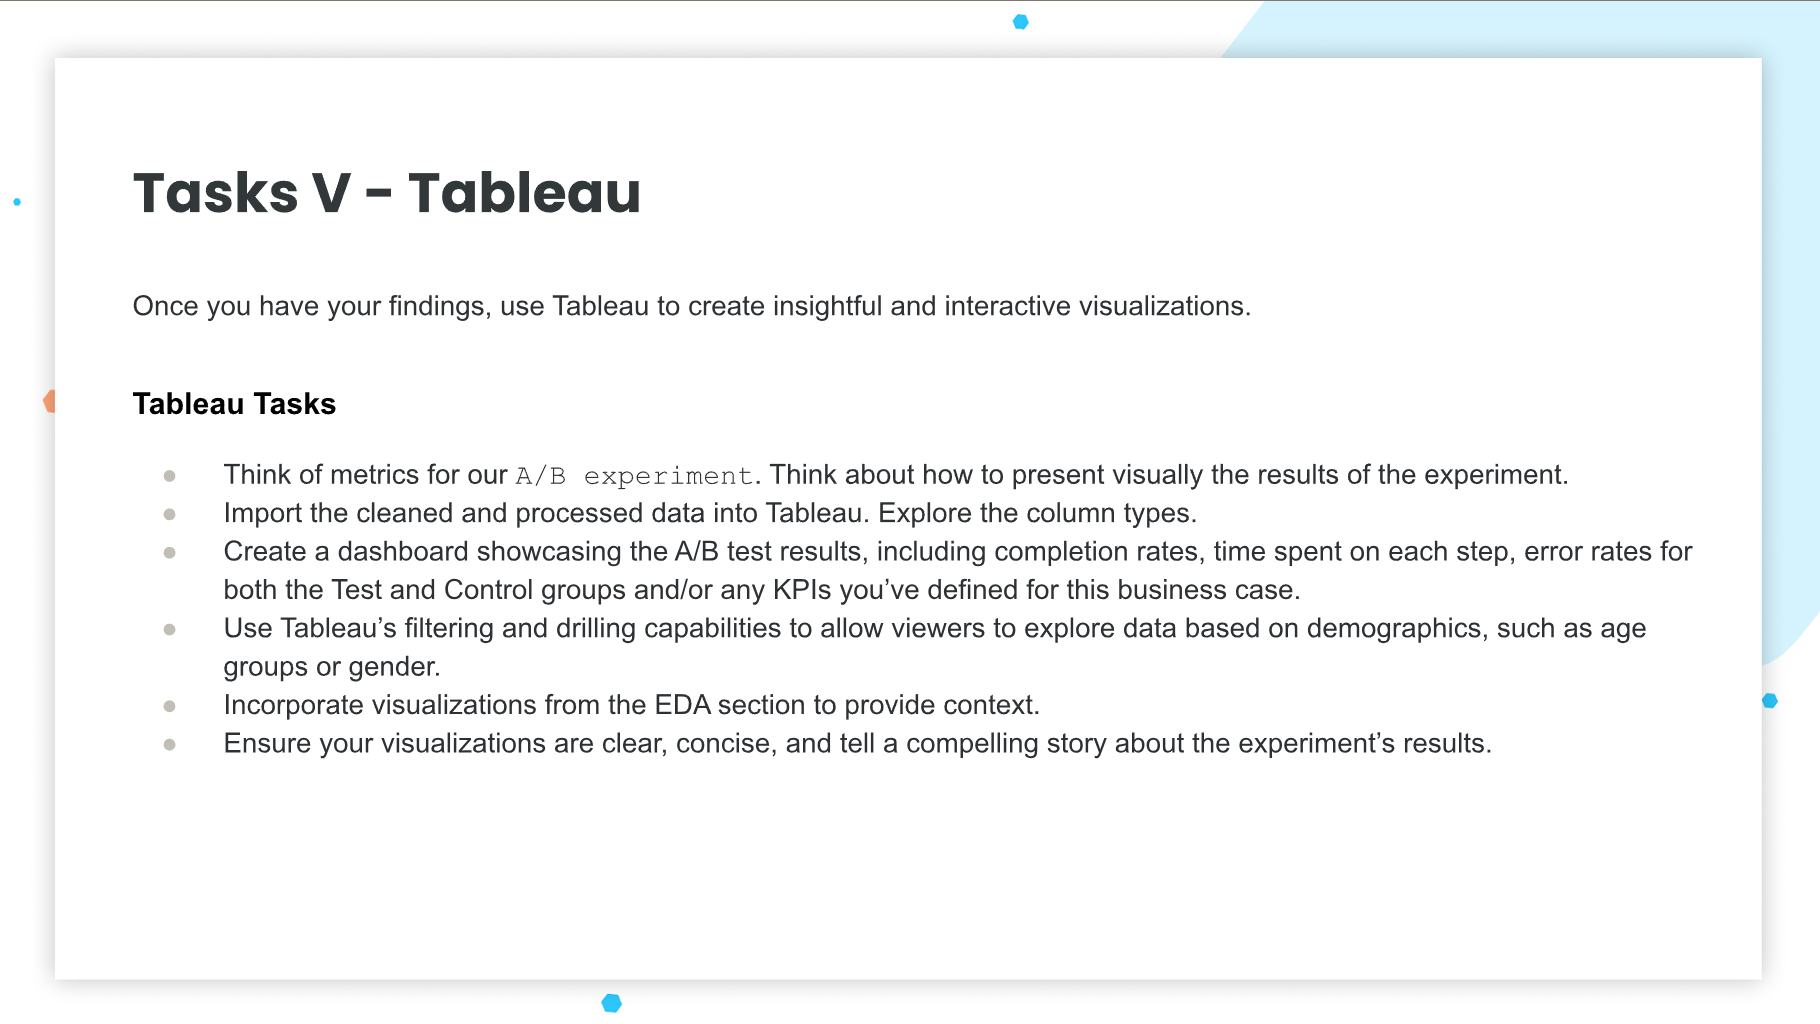 Tasks V - Tableau
Once you have your findings, use Tableau to create insightful and interactive visualizations.
Tableau Tasks
● Think of metrics for our A/B experiment. Think about how to present visually the results of the experiment.
● Import the cleaned and processed data into Tableau. Explore the column types.
● Create a dashboard showcasing the A/B test results, including completion rates, time spent on each step, error rates for
both the Test and Control groups and/or any KPIs you’ve defined for this business case.
● Use Tableau’s filtering and drilling capabilities to allow viewers to explore data based on demographics, such as age
groups or gender.
● Incorporate visualizations from the EDA section to provide context.
● Ensure your visualizations are clear, concise, and tell a compelling story about the experiment’s results.